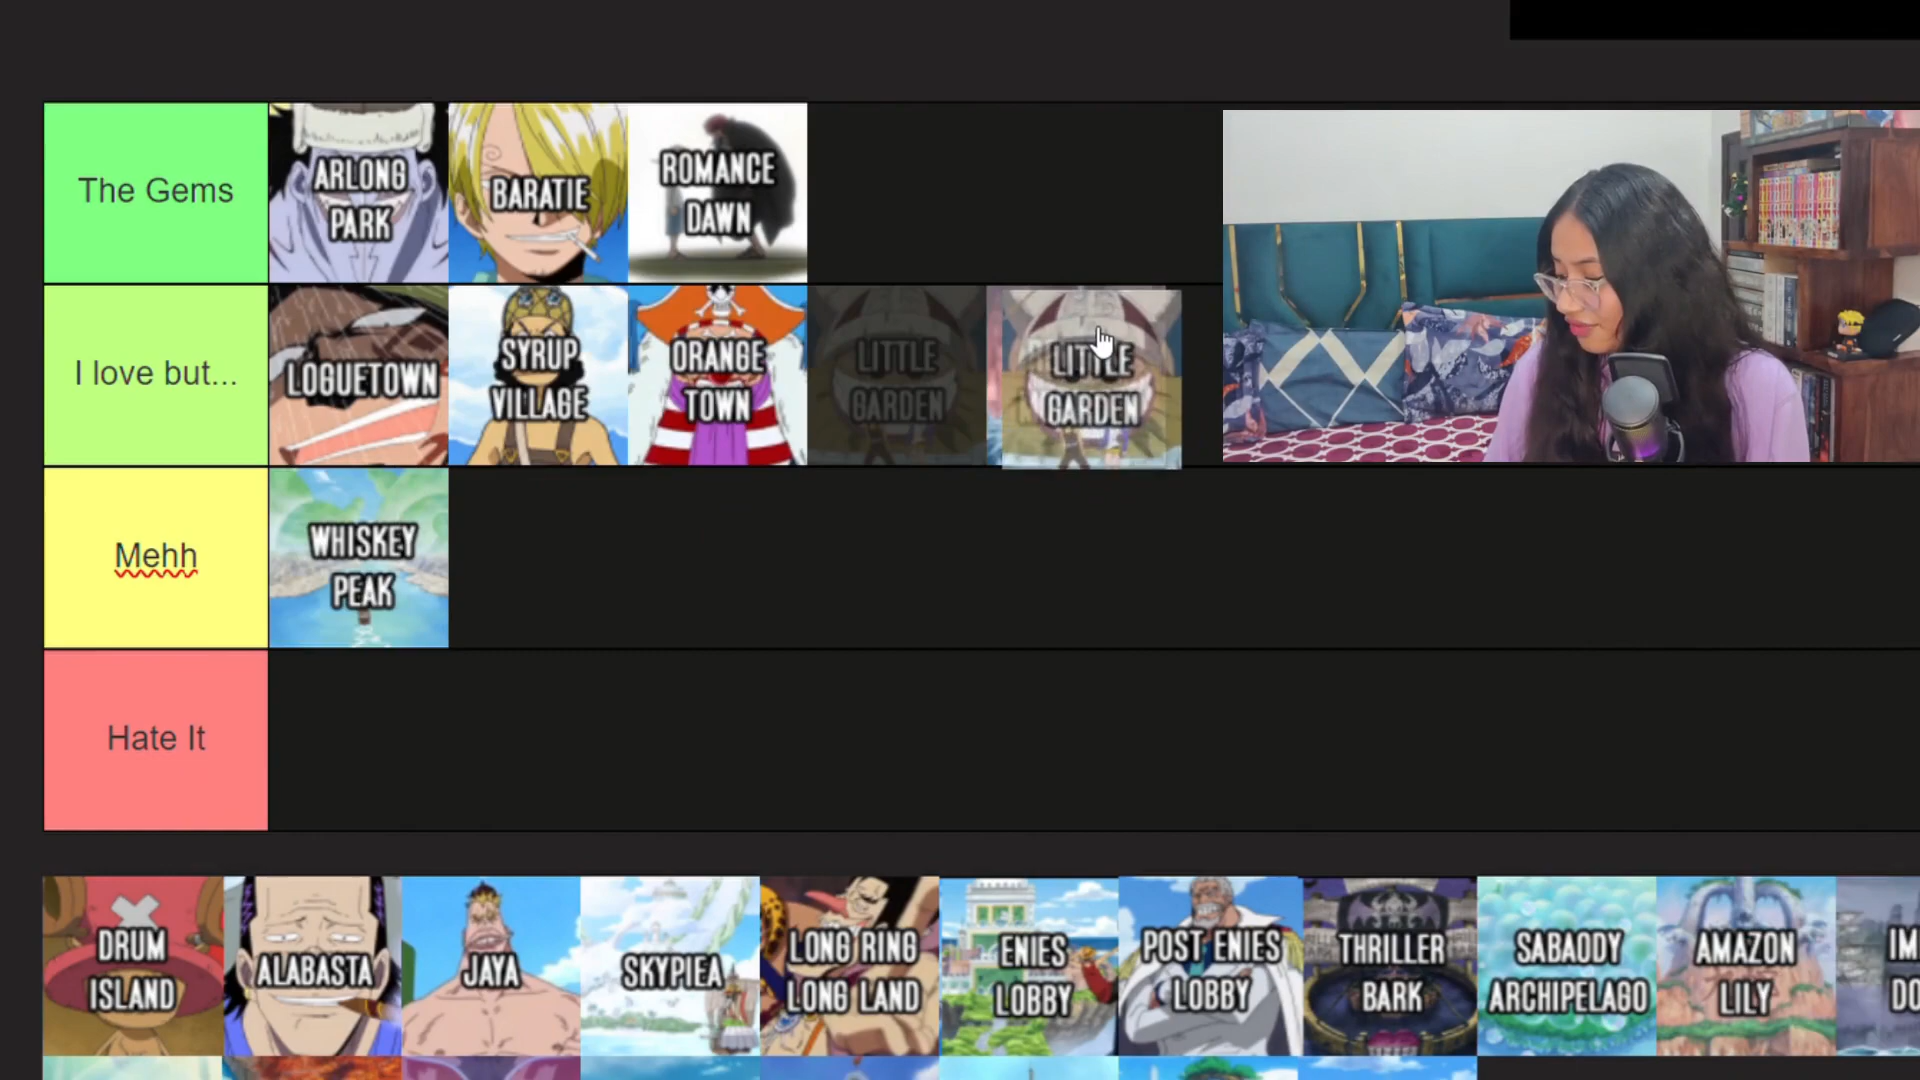 The Gems
ARLONG
PARK
BARATIE
ROMANCE
DAWN
I love but...
LOGUETOWN
SYRUP
VILLAGE
ORANGE
TOWN
LITTLE
GARDEN
LITTLE
GARDEN
Mehh
WHISKEY
PEAK
Hate It
DRUM
ISLAND
ALABASTA
JAYA
SKYPIEA
LONG RING
LONG LAND
ENIES
LOBBY
POST ENIES
LOBBY
THRILLER
BARK
SABAODY
ARCHIPELAGO
AMAZON
LILY
IM
DO